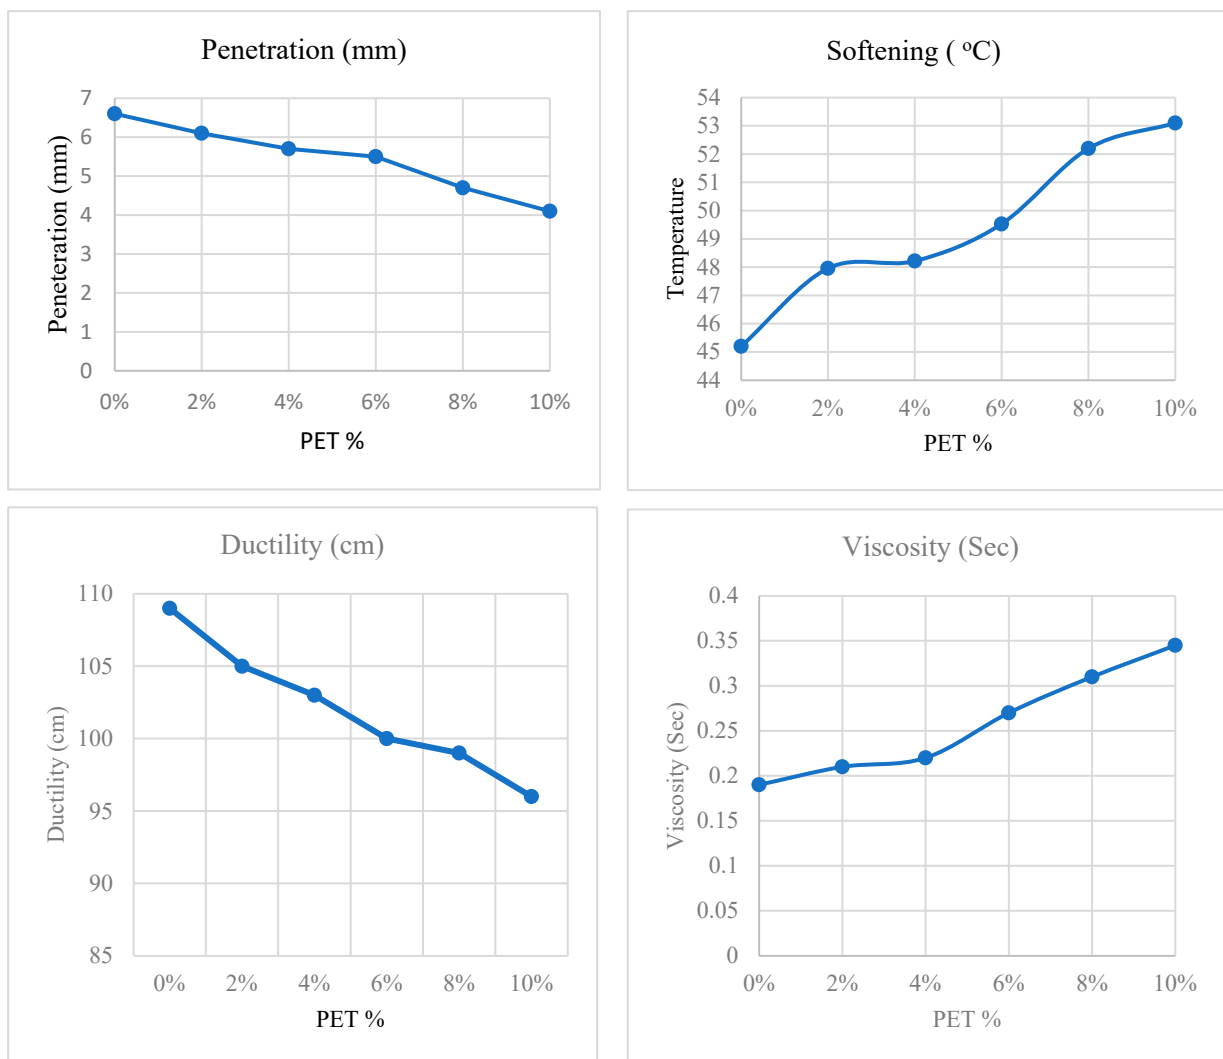 Penetration (mm)
7
6
5
4
3
2
1
0
Peneteration (mm)
0% 2% 4% 6% 8% 10%
PET %
Softening ( ᵒC)
54
53
52
51
50
49
48
47
46
45
44
Temperature
0% 2% 4% 6% 8% 10%
PET %
Ductility (cm)
110
105
100
95
90
85
Ductility (cm)
0% 2% 4% 6% 8% 10%
PET %
Viscosity (Sec)
0.4
0.35
0.3
0.25
0.2
0.15
0.1
0.05
0
Viscosity (Sec)
0% 2% 4% 6% 8% 10%
PET %